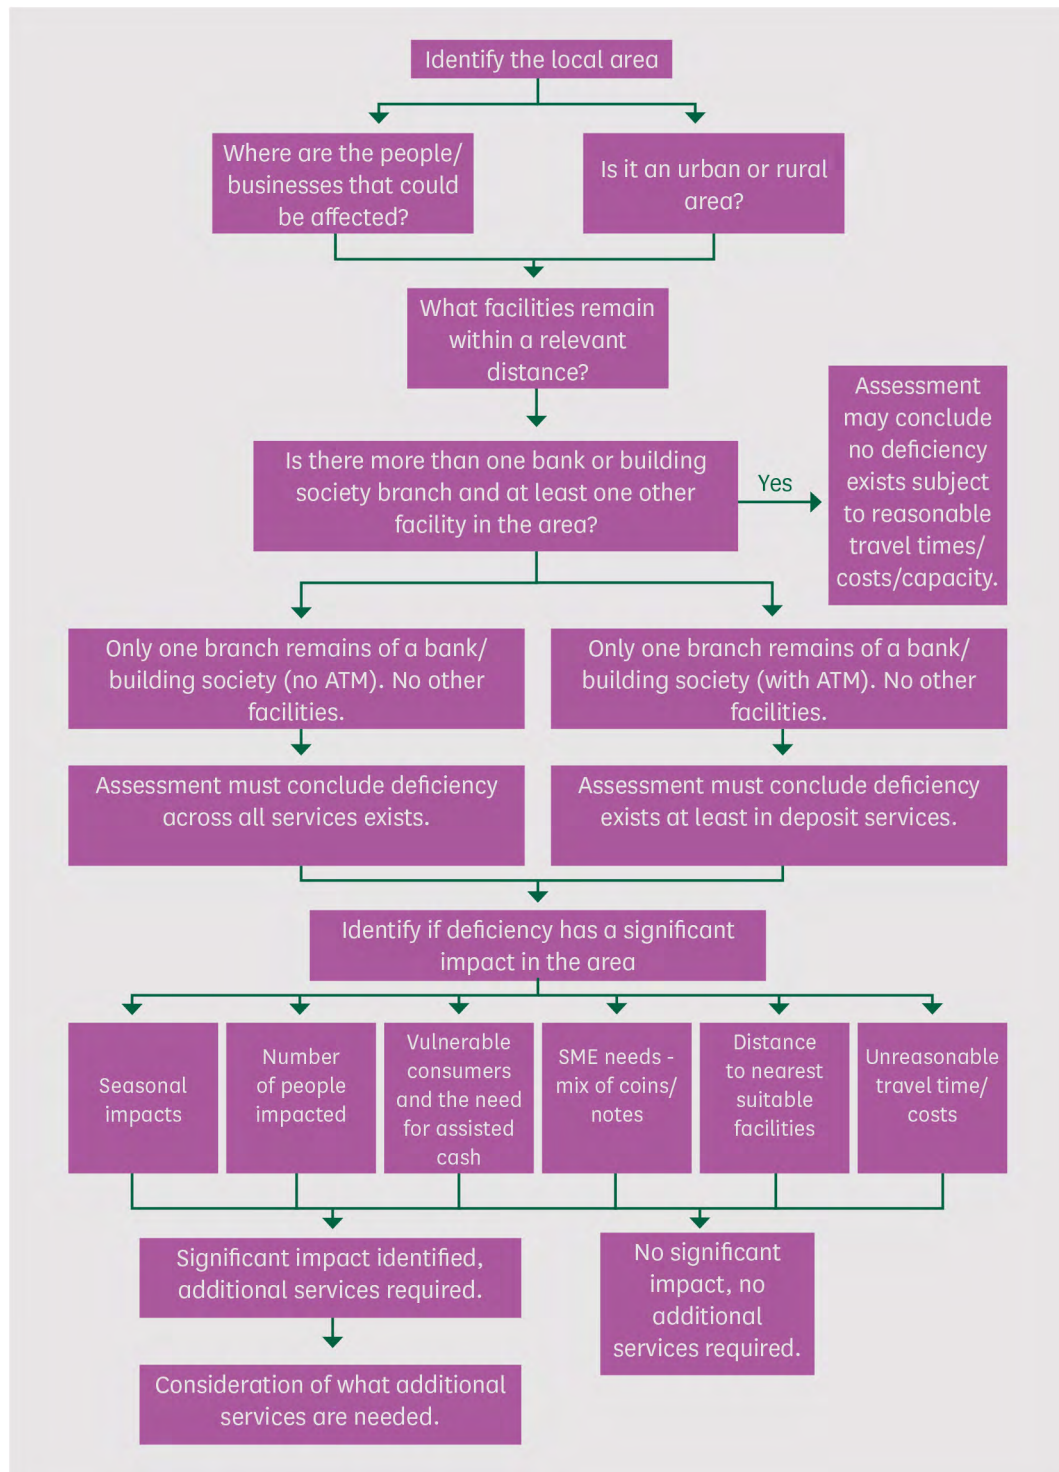 Identify the local area
Where are the people/
businesses that could
be affected?
Is it an urban or rural
area?
What facilities remain
within a relevant
distance?
Is there more than one bank or building
society branch and at least one other
facility in the area?
Yes
Assessment
may conclude
no deficiency
exists subject
to reasonable
travel times/
costs/capacity.
Only one branch remains of a bank/
building society (no ATM). No other
facilities.
Only one branch remains of a bank/
building society (with ATM). No other
facilities.
Assessment must conclude deficiency
across all services exists.
Assessment must conclude deficiency
exists at least in deposit services.
Identify if deficiency has a significant
impact in the area
Seasonal
impacts
Number
of people
impacted
Vulnerable
consumers
and the need
for assisted
cash
SME needs -
mix of coins/
notes
Distance
to nearest
suitable
facilities
Unreasonable
travel time/
costs
Significant impact identified,
additional services required.
No significant
impact, no
additional
services required.
Consideration of what additional
services are needed.